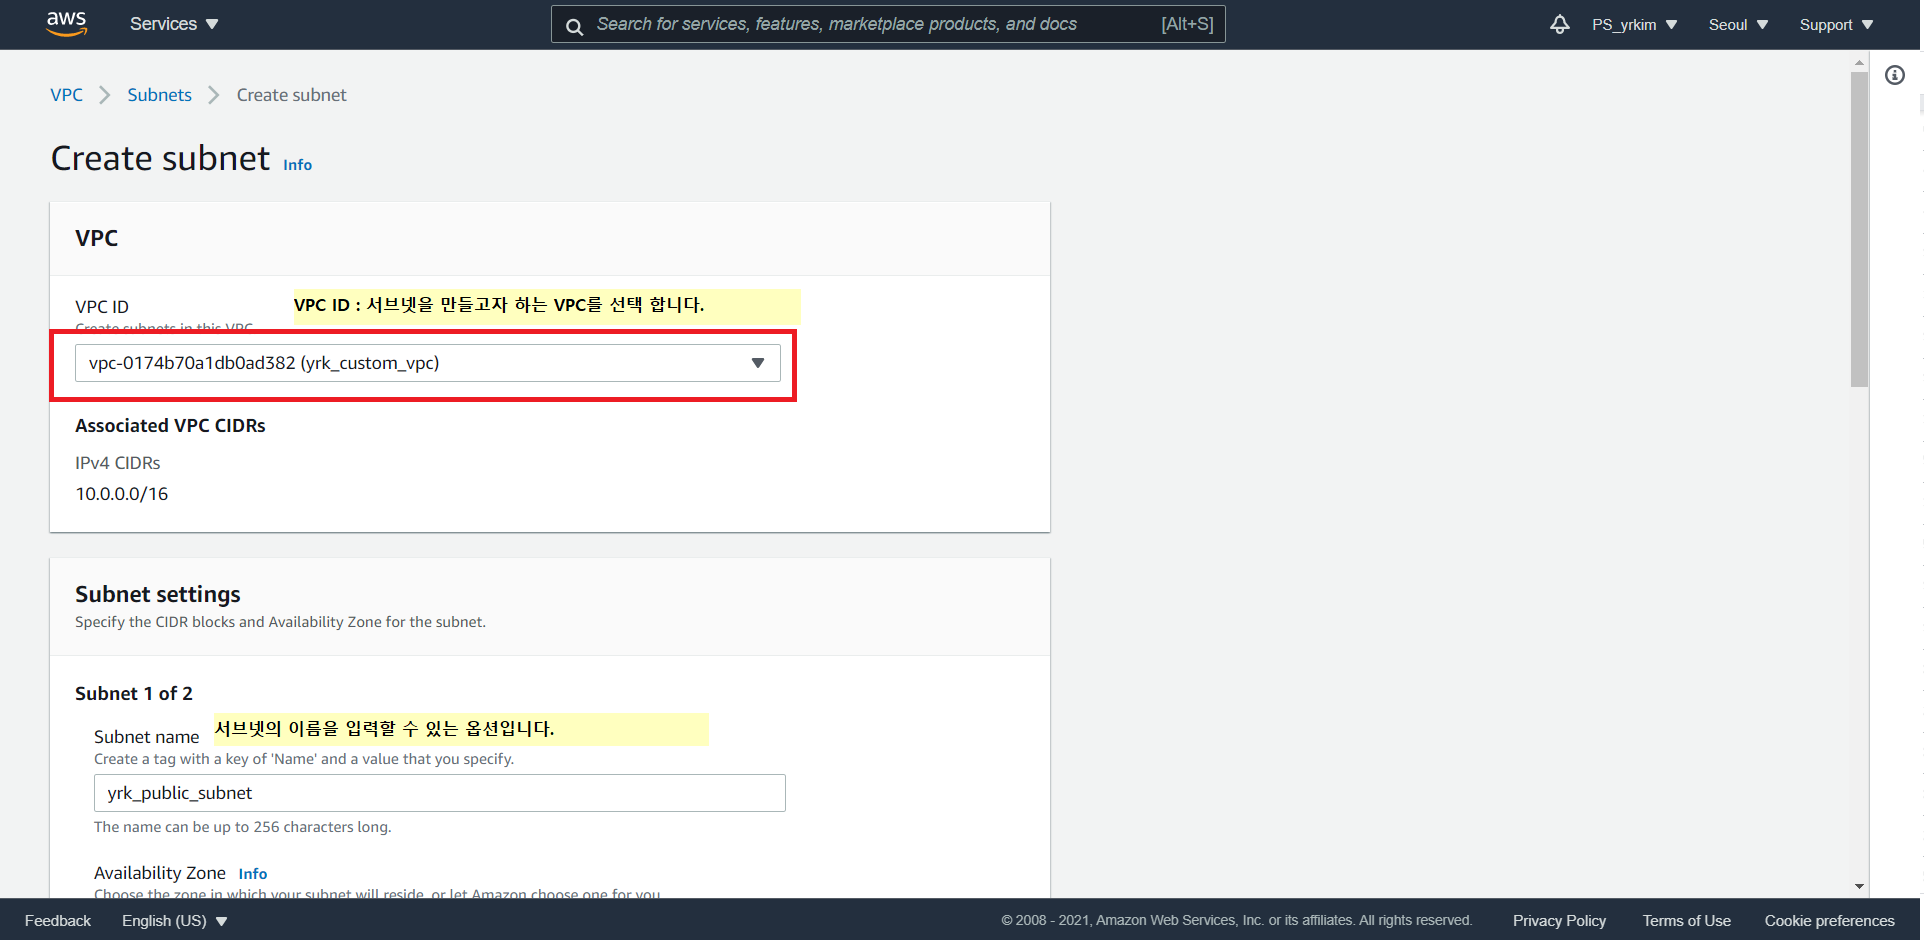 aws Services Search for services, features, marketplace products, and docs [Alt+S] PS_yrkim Seoul Support
VPC Subnets Create subnet
Create subnet Info
VPC
VPC ID
VPC ID : 서브넷을 만들고자 하는 VPC를 선택 합니다.
Create subnets in this VPC.
vpc-0174b70a1db0ad382 (yrk_custom_vpc)
Associated VPC CIDRs
IPv4 CIDRs
10.0.0.0/16
Subnet settings
Specify the CIDR blocks and Availability Zone for the subnet.
Subnet 1 of 2
Subnet name
서브넷의 이름을 입력할 수 있는 옵션입니다.
Create a tag with a key of 'Name' and a value that you specify.
yrk_public_subnet
The name can be up to 256 characters long.
Availability Zone Info
Choose the zone in which your subnet will reside, or let Amazon choose one for you.
Feedback English (US) © 2008 - 2021, Amazon Web Services, Inc. or its affiliates. All rights reserved. Privacy Policy Terms of Use Cookie preferences